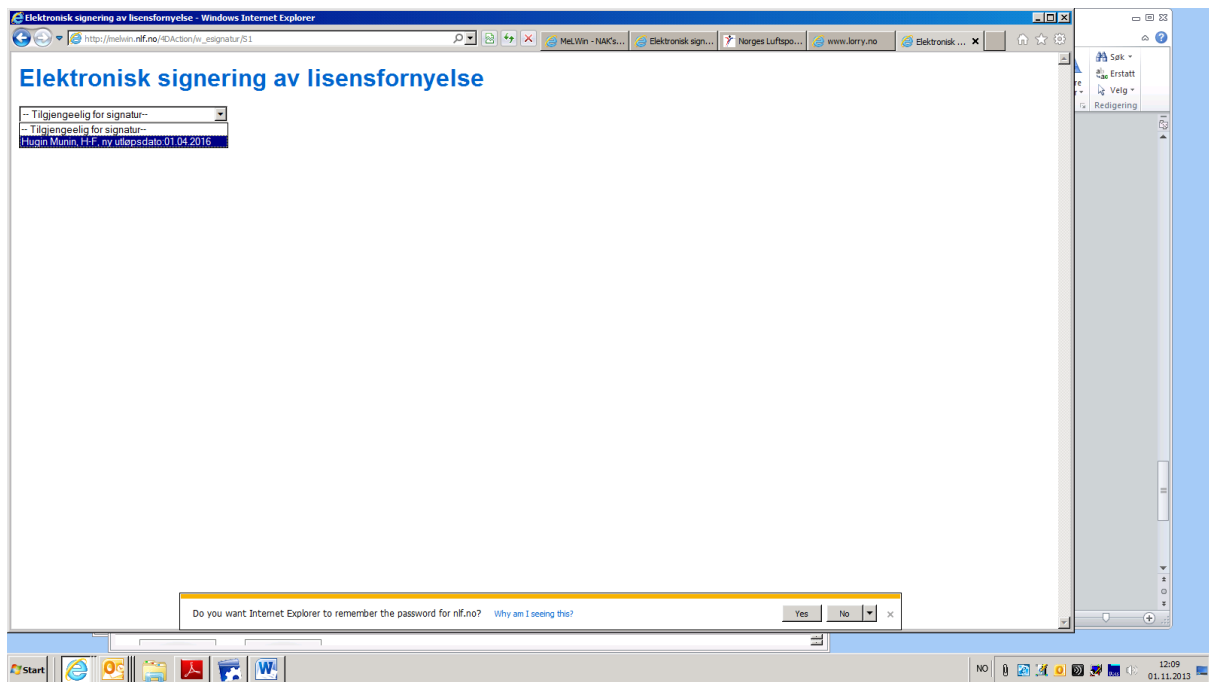 Elektronisk signering av lisensfornyelse - Windows Internet Explorer
http://melwin.nlf.no/4DAction/w_esignatur/51
MeLWin - NAK's...
Elektronisk sign...
Norges Luftspo...
www.lorry.no
Elektronisk ...
Elektronisk signering av lisensfornyelse
-- Tilgjengeelig for signatur--
-- Tilgjengeelig for signatur--
Hugin Munin, H-F, ny utløpsdato:01.04.2016
Søk
Erstatt
Velg
Redigering
Do you want Internet Explorer to remember the password for nlf.no? Why am I seeing this? Yes No
Start
NO
12:09
01.11.2013